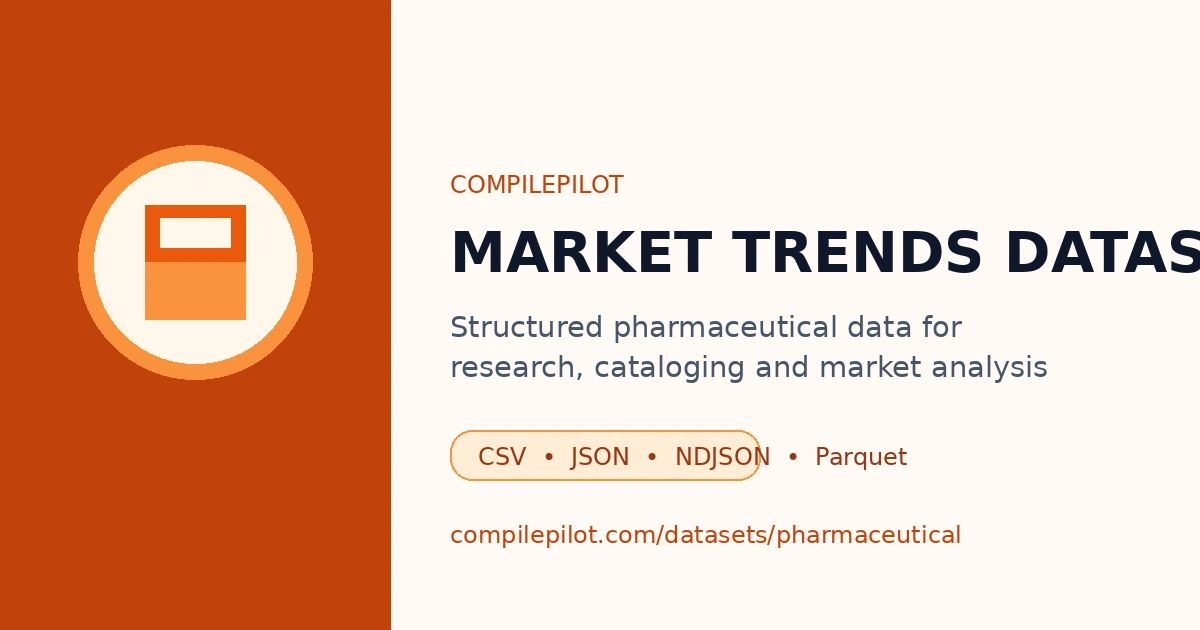 COMPILEPILOT
MARKET TRENDS DATAS
Structured pharmaceutical data for
research, cataloging and market analysis
CSV • JSON • NDJSON • Parquet
compilepilot.com/datasets/pharmaceutical